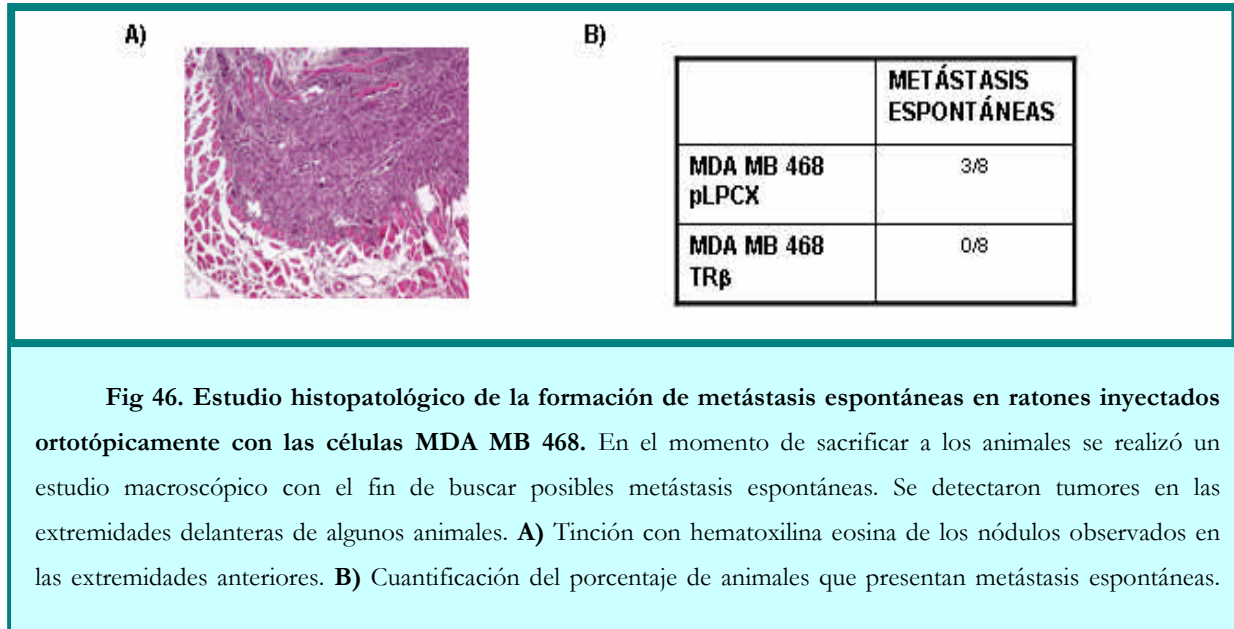 A)
B)
METÁSTASIS
ESPONTÁNEAS
MDA MB 468
pLPCX
3/8
MDA MB 468
TRβ
0/8
Fig 46. Estudio histopatológico de la formación de metástasis espontáneas en ratones inyectados
ortotópicamente con las células MDA MB 468. En el momento de sacrificar a los animales se realizó un
estudio macroscópico con el fin de buscar posibles metástasis espontáneas. Se detectaron tumores en las
extremidades delanteras de algunos animales. A) Tinción con hematoxilina eosina de los nódulos observados en
las extremidades anteriores. B) Cuantificación del porcentaje de animales que presentan metástasis espontáneas.